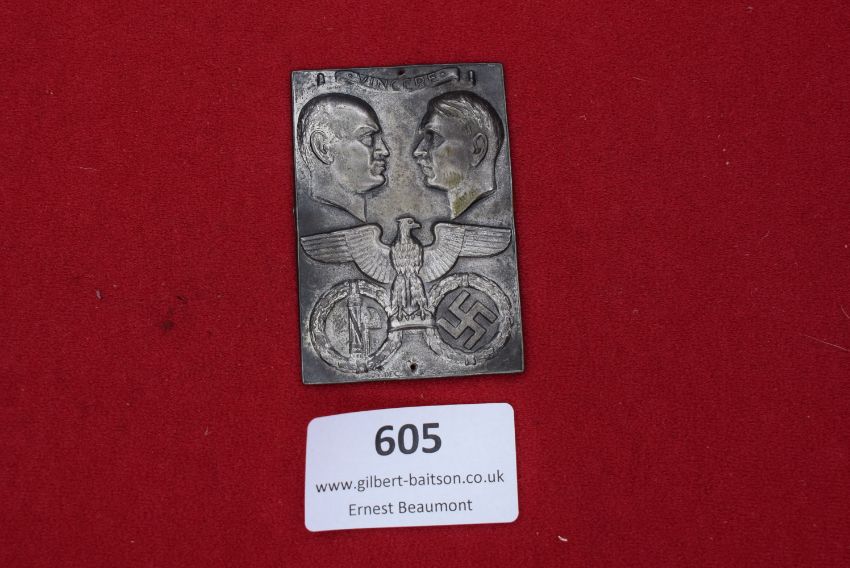 VINCERE
605
www.gilbert-baitson.co.uk
Ernest Beaumont